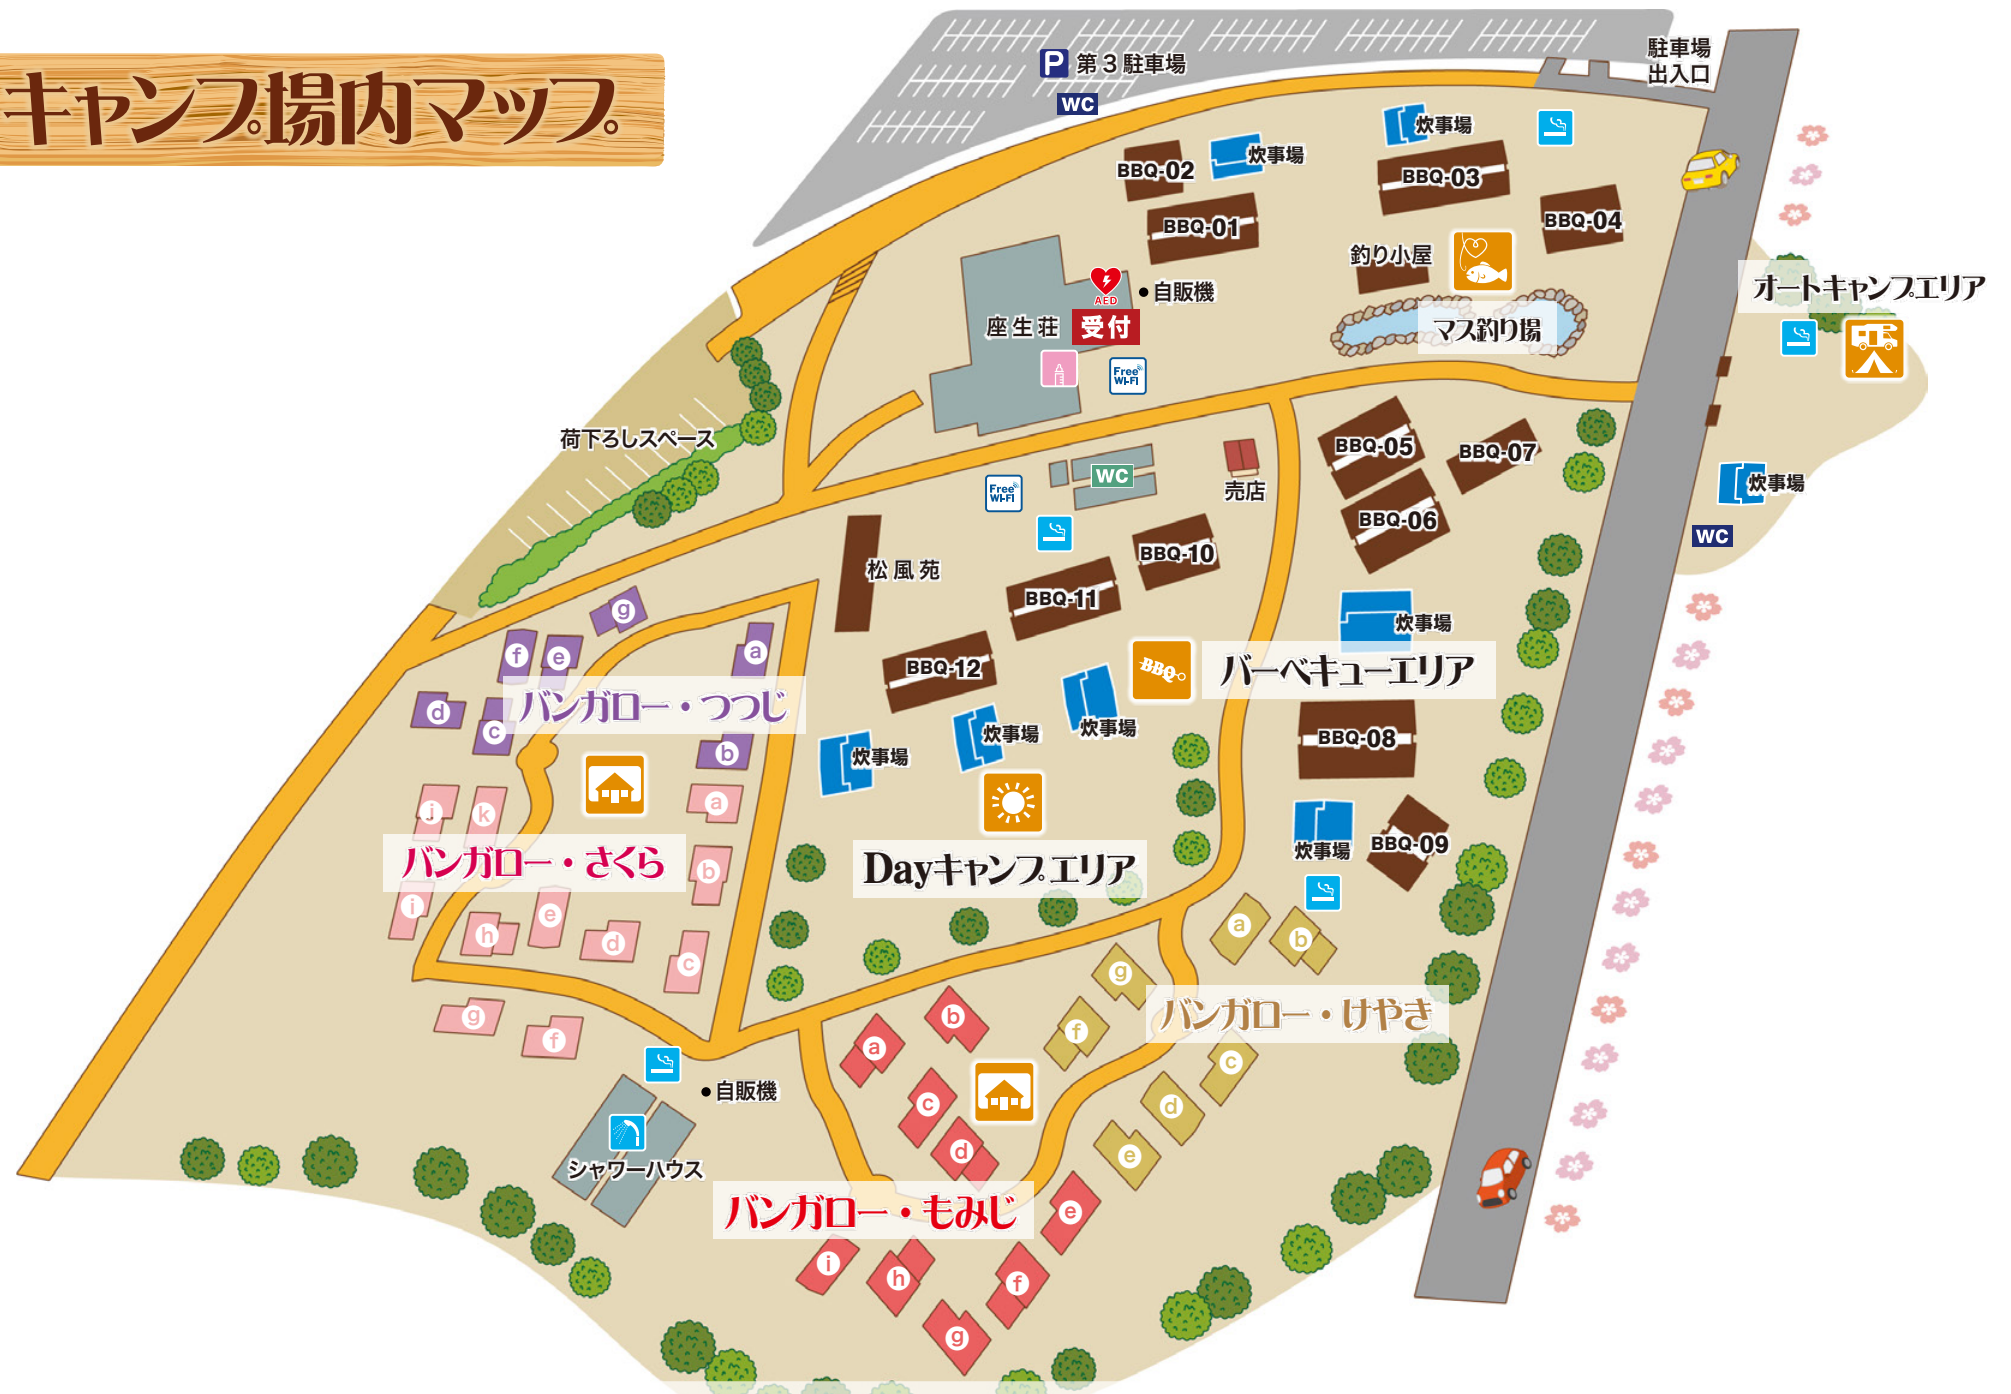 キャンプ場内マップ
P 第3駐車場
WC
駐車場
出入口
炊事場
BBQ-02
炊事場
BBQ-03
BBQ-01
BBQ-04
釣り小屋
AED
自販機
座生荘
受付
マス釣り場
Free
Wi-Fi
オートキャンプエリア
荷下ろしスペース
WC
Free
Wi-Fi
売店
BBQ-05
BBQ-07
BBQ-06
炊事場
WC
松風苑
BBQ-10
BBQ-11
BBQ-12
炊事場
BBQ
バーベキューエリア
炊事場
炊事場
炊事場
BBQ-08
Dayキャンプエリア
炊事場
BBQ-09
g
f
e
a
d
c
b
バンガロー・つつじ
j
k
a
バンガロー・さくら
b
i
h
e
d
c
g
f
a
b
g
f
バンガロー・けやき
c
d
e
自販機
シャワーハウス
b
a
c
d
バンガロー・もみじ
e
i
h
f
g